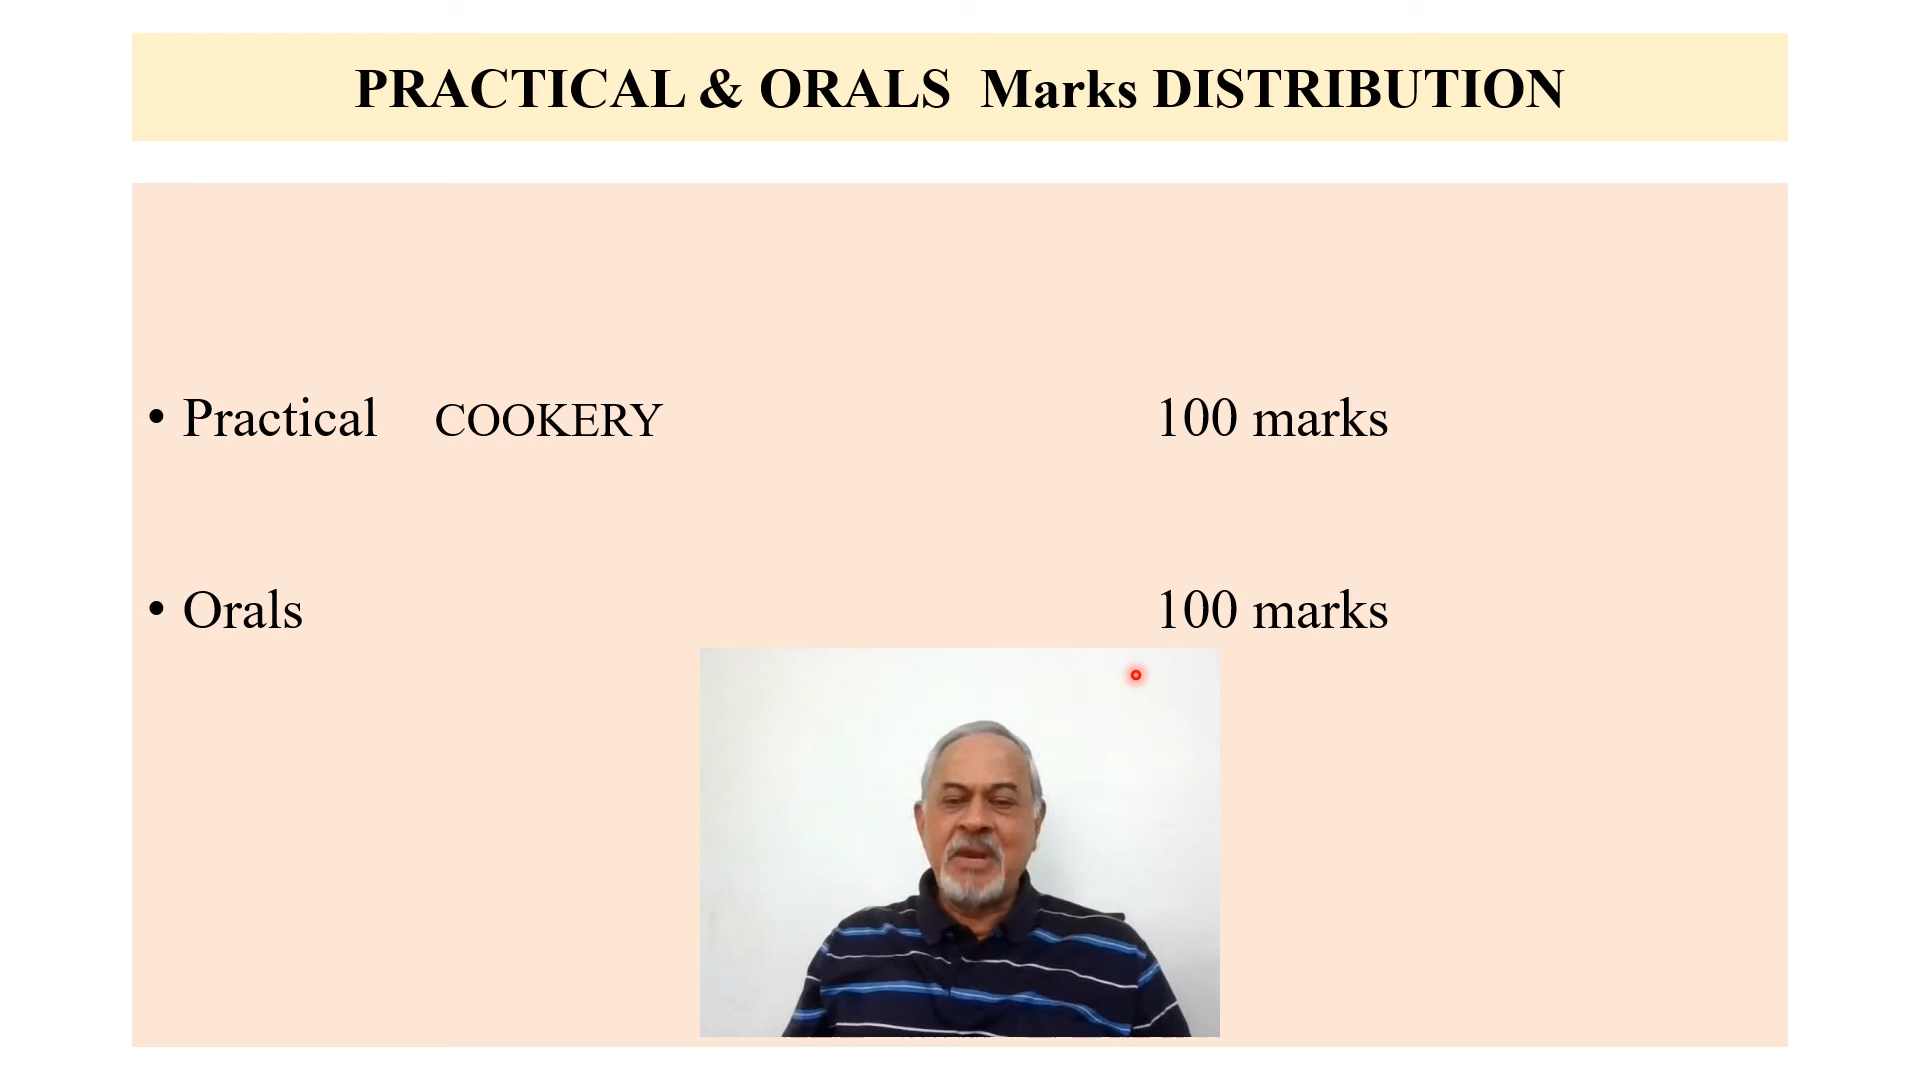 PRACTICAL & ORALS Marks DISTRIBUTION
• Practical COOKERY 100 marks
• Orals 100 marks